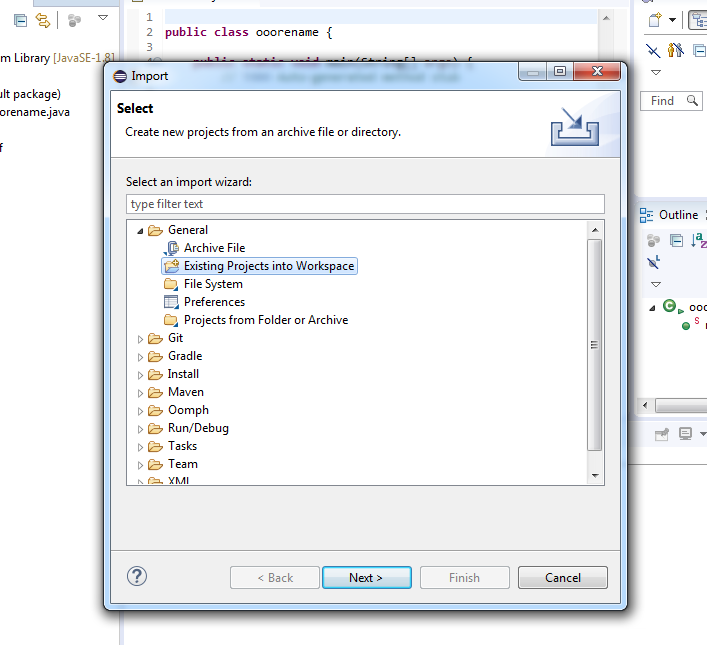 1
2 public class ooorename {
3
m Library [JavaSE-1.8]
ult package)
orename.java
f
Import
Select
Create new projects from an archive file or directory.
Select an import wizard:
type filter text
General
Archive File
Existing Projects into Workspace
File System
Preferences
Projects from Folder or Archive
Git
Gradle
Install
Maven
Oomph
Run/Debug
Tasks
Team
XML
< Back
Next >
Finish
Cancel
Find
Outline
ooo